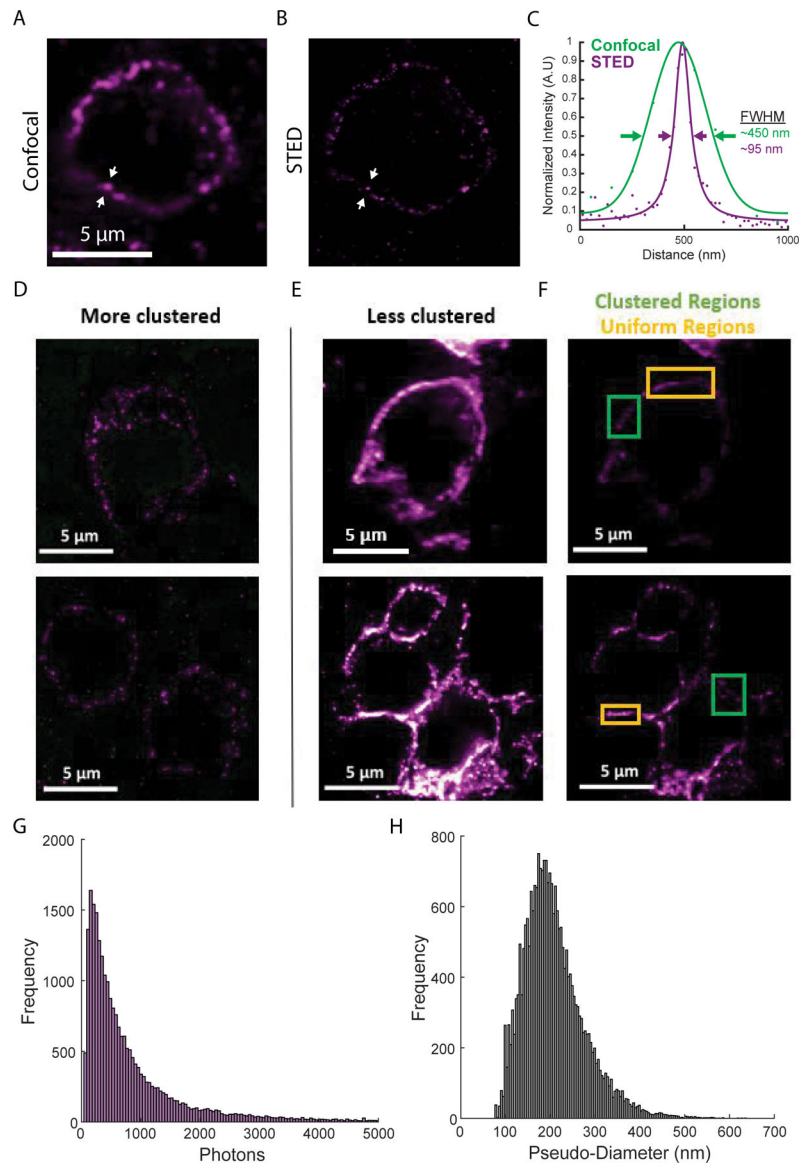 A
B
C
Confocal
5 μm
STED
Normalized Intensity (A.U)
1
0.9
0.8
0.7
0.6
0.5
0.4
0.3
0.2
0.1
0
Confocal
STED
FWHM
~450 nm
~95 nm
0
500
1000
Distance (nm)
D
E
F
More clustered
Less clustered
Clustered Regions
Uniform Regions
5 μm
5 μm
5 μm
5 μm
5 μm
5 μm
G
H
Frequency
2000
1500
1000
500
0
0
1000
2000
3000
4000
5000
Photons
Frequency
800
600
400
200
0
0
100
200
300
400
500
600
700
Pseudo-Diameter (nm)